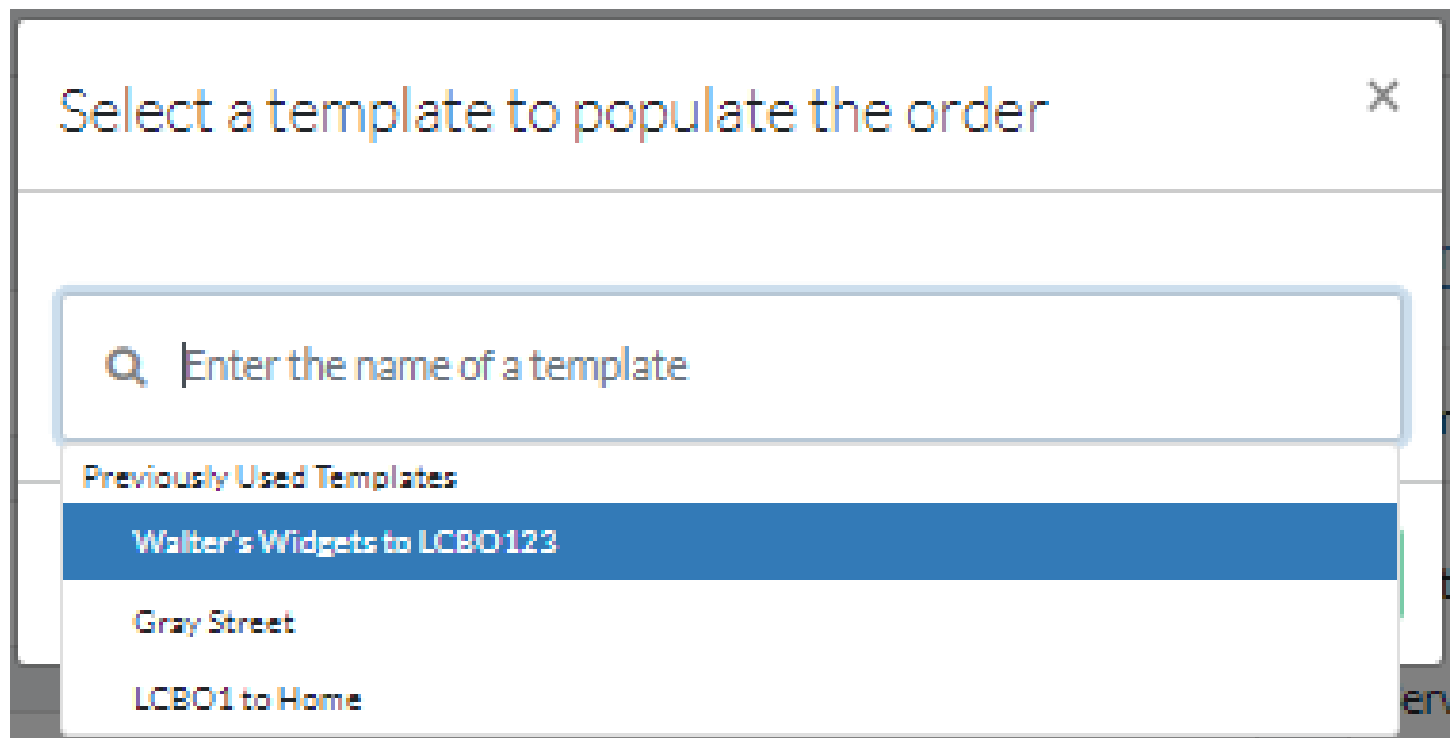 Select a template to populate the order
×
Enter the name of a template
Previously Used Templates
Walter's Widgets to LCBO123
Gray Street
LCBO1 to Home